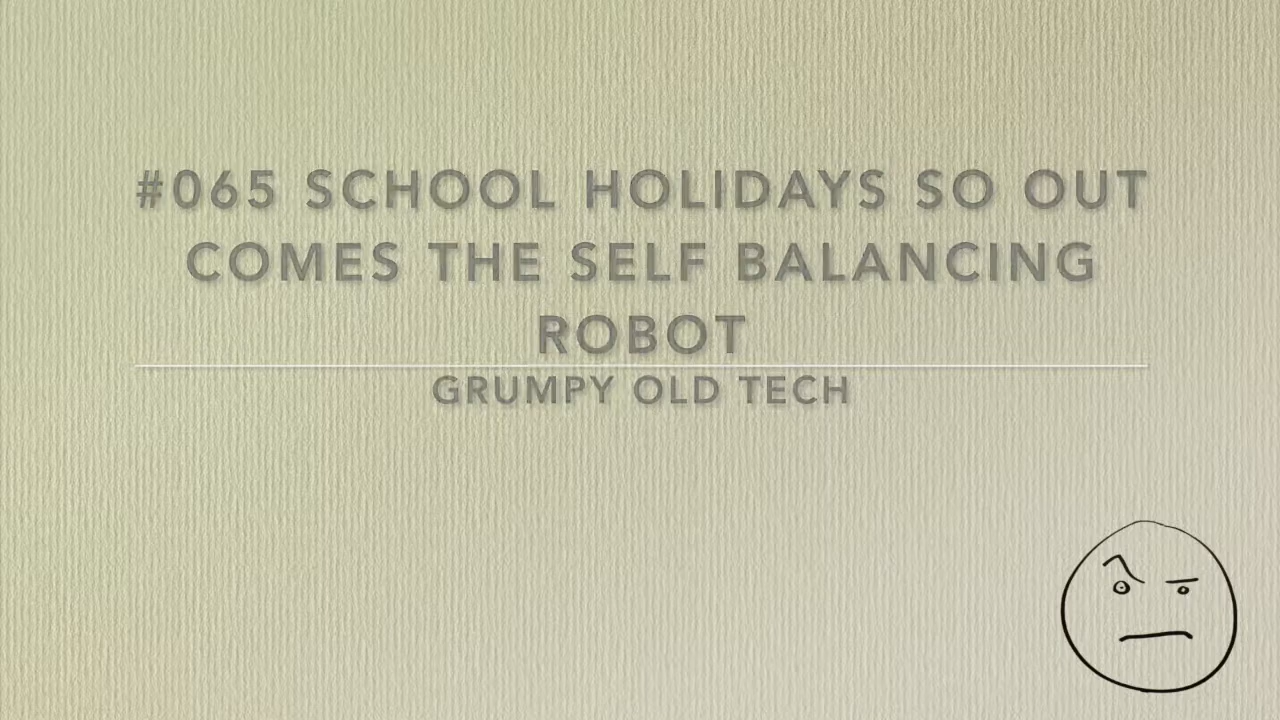 #065 SCHOOL HOLIDAYS SO OUT
COMES THE SELF BALANCING
ROBOT
GRUMPY OLD TECH